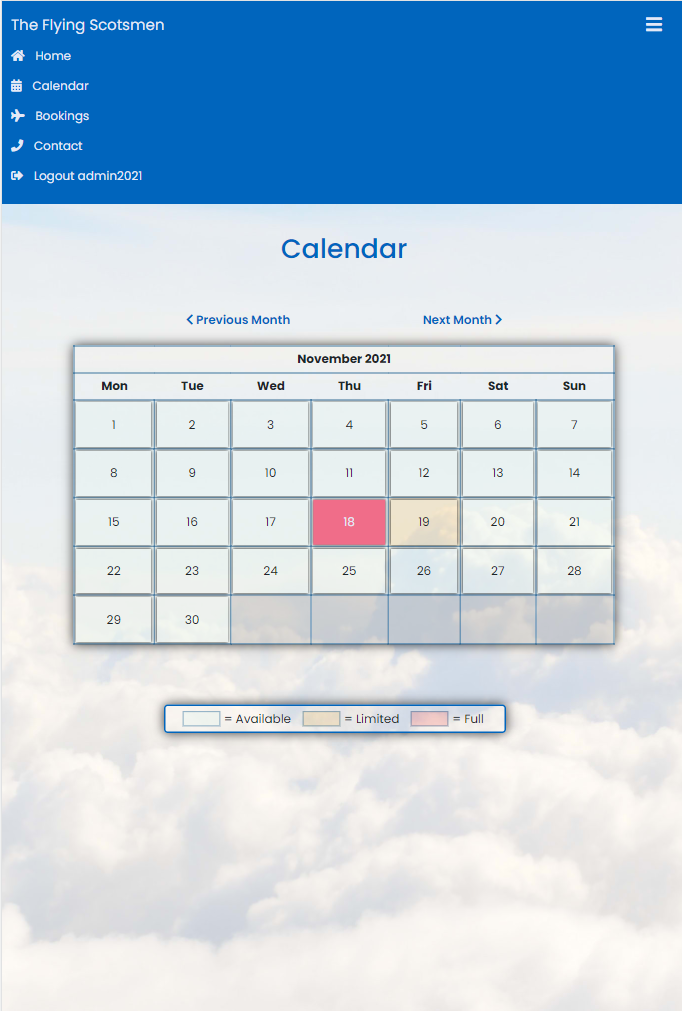 The Flying Scotsmen
Home
Calendar
Bookings
Contact
Logout admin2021
Calendar
Previous Month Next Month
November 2021
Mon Tue Wed Thu Fri Sat Sun
1 2 3 4 5 6 7
8 9 10 11 12 13 14
15 16 17 18 19 20 21
22 23 24 25 26 27 28
29 30
= Available = Limited = Full